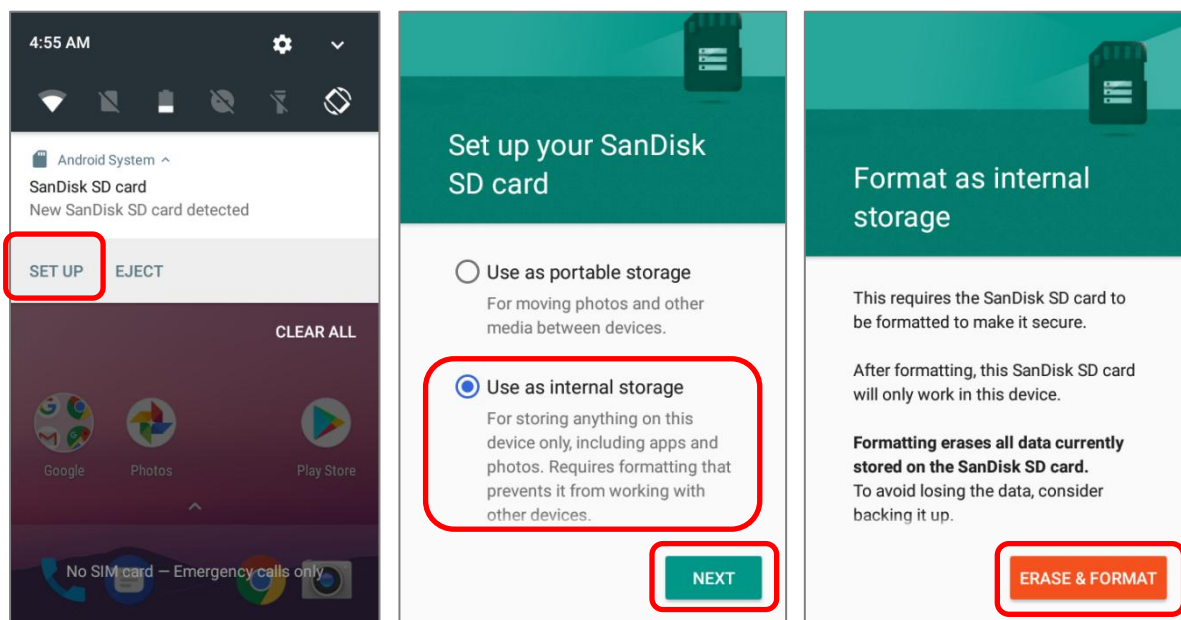 4:55 AM
Android System
SanDisk SD card
New SanDisk SD card detected
SET UP EJECT
CLEAR ALL
Google Photos Play Store
No SIM card — Emergency calls only
Set up your SanDisk
SD card
Use as portable storage
For moving photos and other
media between devices.
Use as internal storage
For storing anything on this
device only, including apps and
photos. Requires formatting that
prevents it from working with
other devices.
NEXT
Format as internal
storage
This requires the SanDisk SD card to
be formatted to make it secure.
After formatting, this SanDisk SD card
will only work in this device.
Formatting erases all data currently
stored on the SanDisk SD card.
To avoid losing the data, consider
backing it up.
ERASE & FORMAT